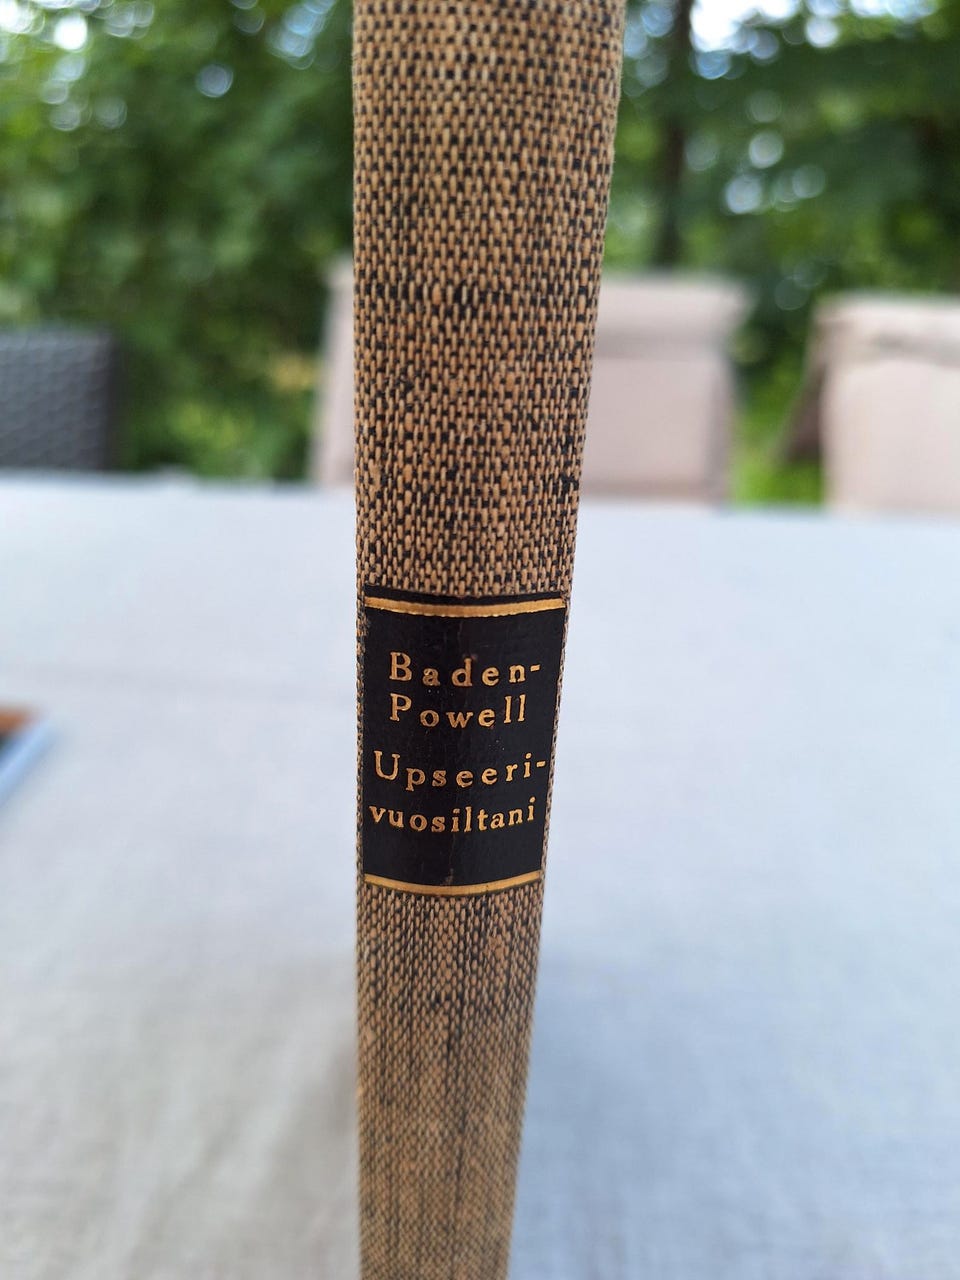 Baden-
Powell
Upseeri-
vuosiltani